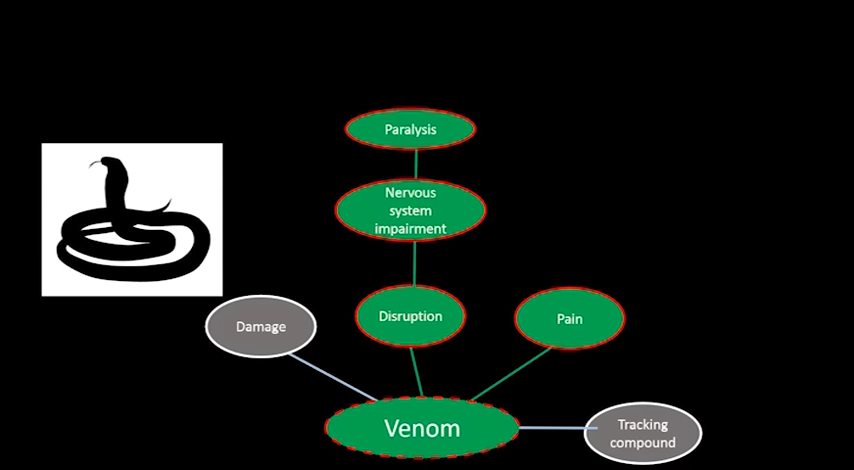 Paralysis
Nervous
system
impairment
Disruption
Pain
Damage
Venom
Tracking
compound